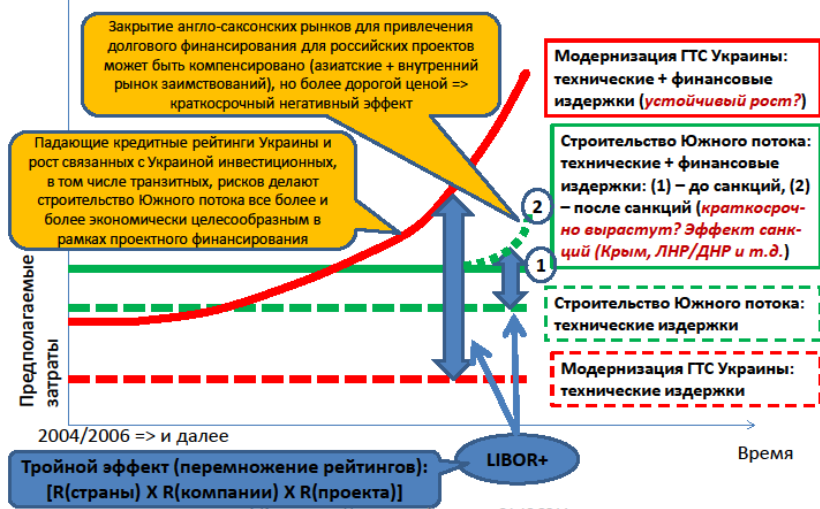 Закрытие англо-саксонских рынков для привлечения
долгового финансирования для российских проектов
может быть компенсировано (азиатские + внутренний
рынок заимствований), но более дорогой ценой =>
краткосрочный негативный эффект
Падающие кредитные рейтинги Украины и
рост связанных с Украиной инвестиционных,
в том числе транзитных, рисков делают
строительство Южного потока все более и
более экономически целесообразным в
рамках проектного финансирования
Модернизация ГТС Украины:
технические + финансовые
издержки (устойчивый рост?)
Строительство Южного потока:
технические + финансовые
издержки: (1) – до санкций, (2)
– после санкций (краткосроч-
но вырастут? Эффект санк-
ций (Крым, ЛНР/ДНР и т.д.)
2
1
Строительство Южного потока:
технические издержки
Модернизация ГТС Украины:
технические издержки
Предполагаемые
затраты
2004/2006 => и далее
Время
LIBOR+
Тройной эффект (перемножение рейтингов):
[R(страны) X R(компании) X R(проекта)]